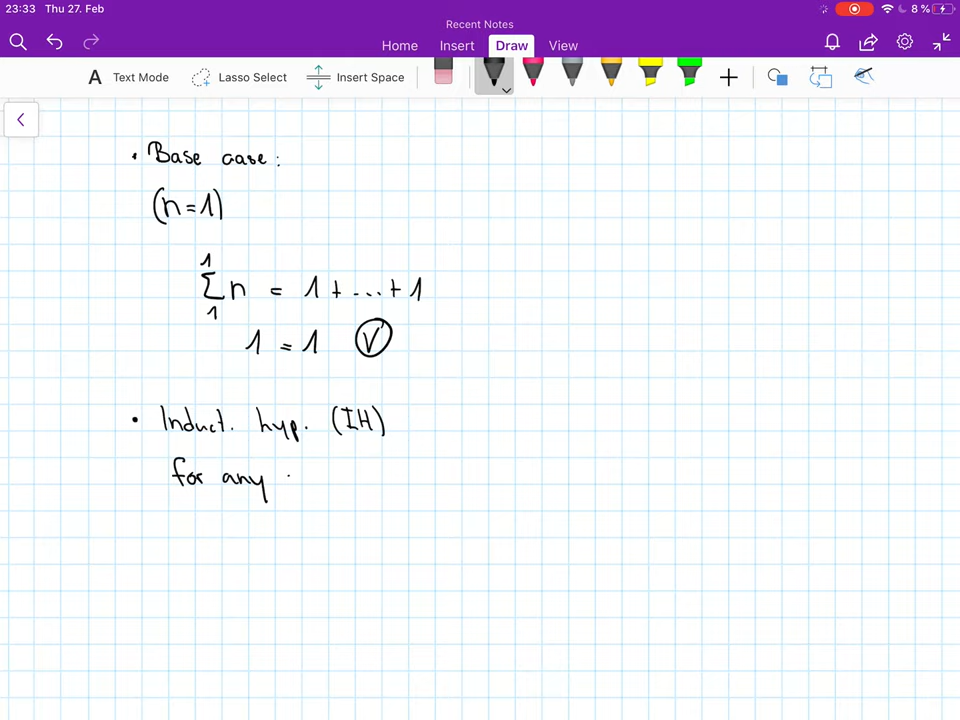 23:33 Thu 27. Feb 8 %
Recent Notes
Home Insert Draw View
Text Mode Lasso Select Insert Space
• Base case:
(n=1)
1
Σ n = 1 + ... + 1
1
1 = 1 ✓
• Induct. hyp. (IH)
for any